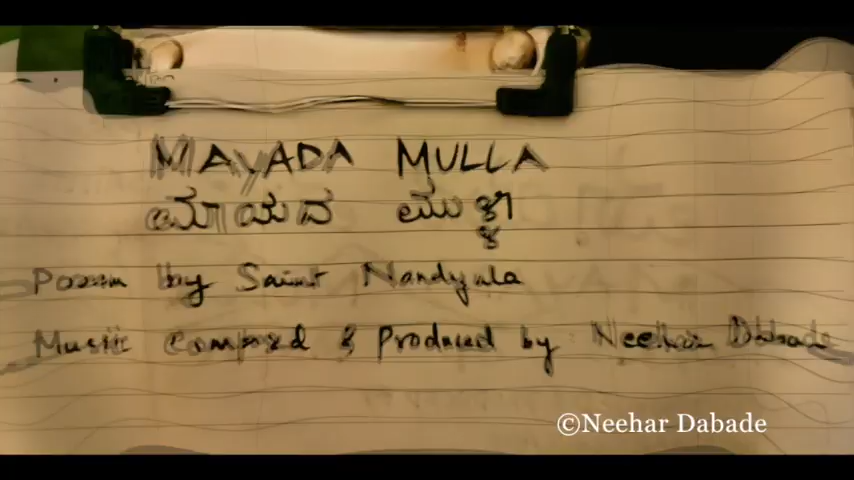 MAYADA MULLA
ಮಾಯದ ಮುಳ್ಳು
Poem by Saint Nandyala
Music Composed & Produced by Neehar Dabade
©Neehar Dabade